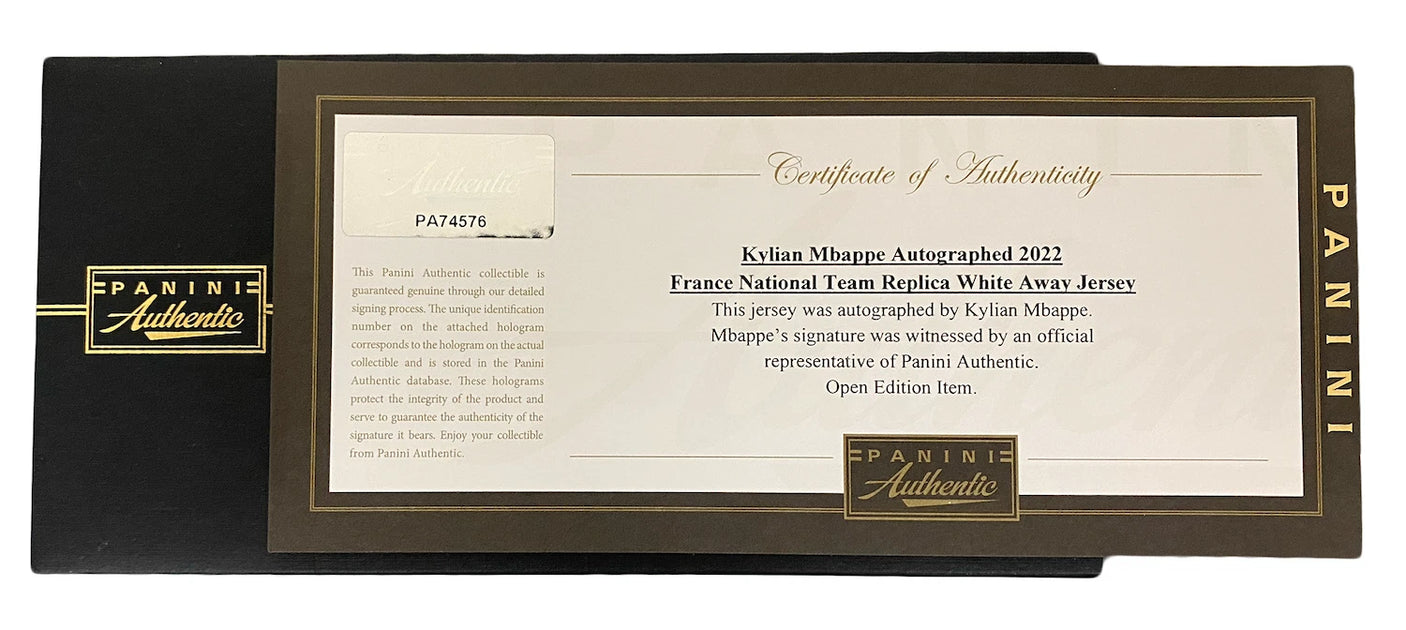 PANINI
Authentic
Authentic
PA74576
This Panini Authentic collectible is
guaranteed genuine through our detailed
signing process. The unique identification
number on the attached hologram
corresponds to the hologram on the actual
collectible and is stored in the Panini
Authentic database. These holograms
protect the integrity of the product and
serve to guarantee the authenticity of the
signature it bears. Enjoy your collectible
from Panini Authentic.
Certificate of Authenticity
Kylian Mbappe Autographed 2022
France National Team Replica White Away Jersey
This jersey was autographed by Kylian Mbappe.
Mbappe's signature was witnessed by an official
representative of Panini Authentic.
Open Edition Item.
PANINI
Authentic
PANINI